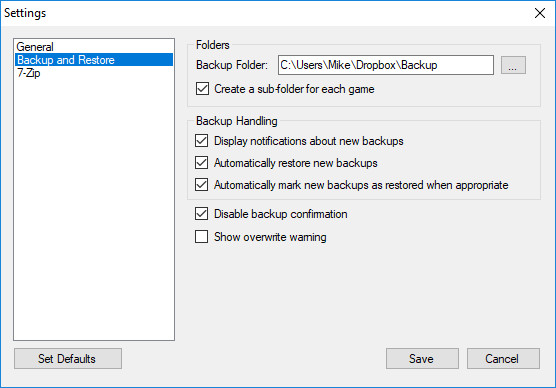 Settings
General
Backup and Restore
7-Zip
Folders
Backup Folder: C:\Users\Mike\Dropbox\Backup ...
Create a sub-folder for each game
Backup Handling
Display notifications about new backups
Automatically restore new backups
Automatically mark new backups as restored when appropriate
Disable backup confirmation
Show overwrite warning
Set Defaults Save Cancel